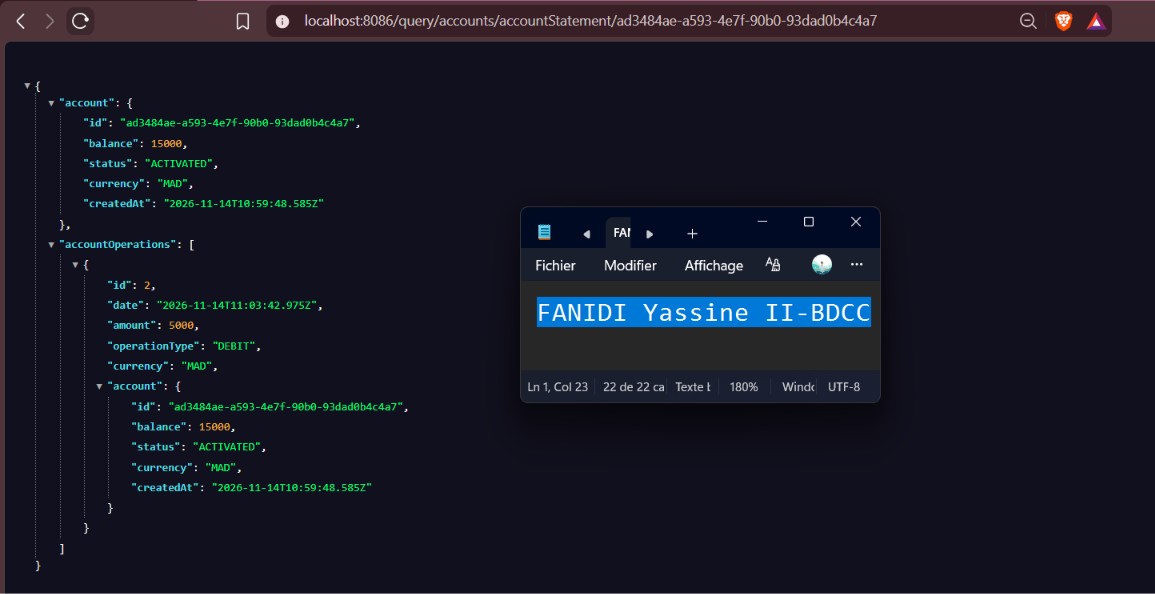 localhost:8086/query/accounts/accountStatement/ad3484ae-a593-4e7f-90b0-93dad0b4c4a7
{
"account": {
"id": "ad3484ae-a593-4e7f-90b0-93dad0b4c4a7",
"balance": 15000,
"status": "ACTIVATED",
"currency": "MAD",
"createdAt": "2026-11-14T10:59:48.585Z"
},
"accountOperations": [
{
"id": 2,
"date": "2026-11-14T11:03:42.975Z",
"amount": 5000,
"operationType": "DEBIT",
"currency": "MAD",
"account": {
"id": "ad3484ae-a593-4e7f-90b0-93dad0b4c4a7",
"balance": 15000,
"status": "ACTIVATED",
"currency": "MAD",
"createdAt": "2026-11-14T10:59:48.585Z"
}
}
]
}
FAN
Fichier Modifier Affichage
FANIDI Yassine II-BDCC
Ln 1, Col 23 22 de 22 ca Texte b 180% Windo UTF-8